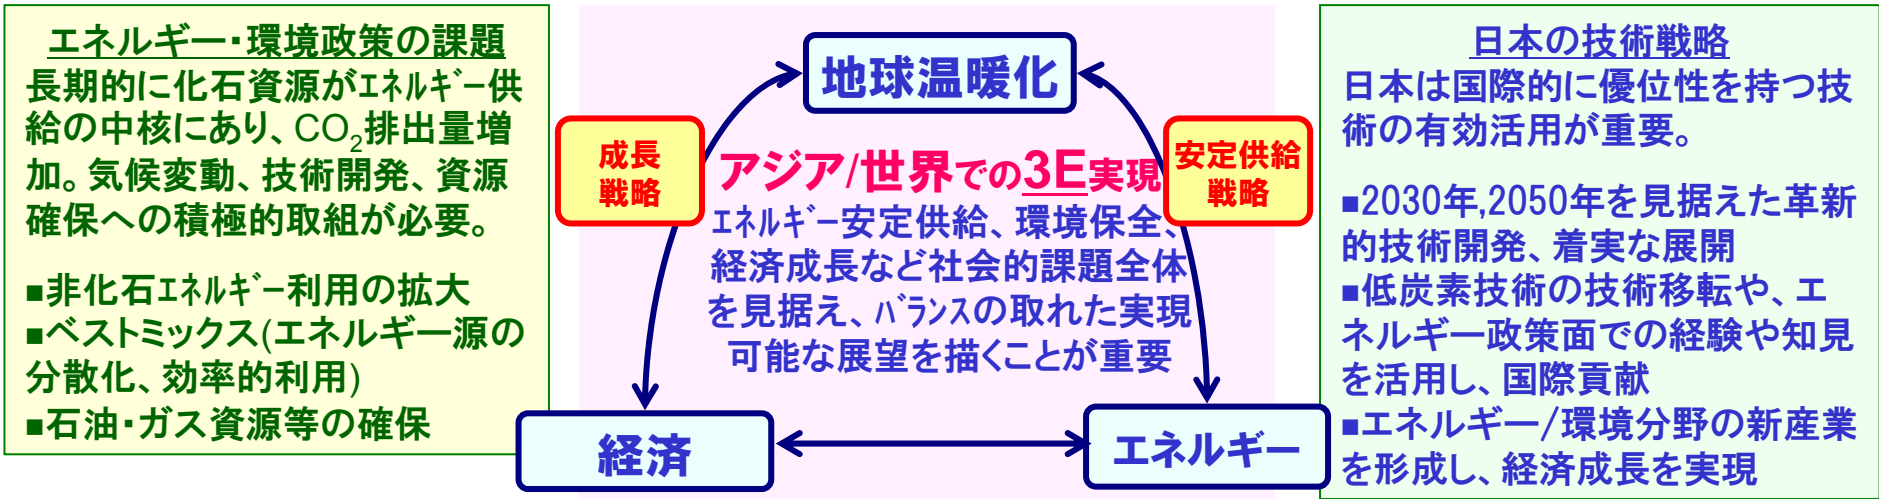 エネルギー・環境政策の課題
長期的に化石資源がｴﾈﾙｷﾞｰ供
給の中核にあり、CO₂排出量増
加。気候変動、技術開発、資源
確保への積極的取組が必要。
■非化石ｴﾈﾙｷﾞｰ利用の拡大
■ベストミックス(エネルギー源の
分散化、効率的利用)
■石油・ガス資源等の確保
地球温暖化
成長
戦略
安定供給
戦略
アジア/世界での3E実現
ｴﾈﾙｷﾞｰ安定供給、環境保全、
経済成長など社会的課題全体
を見据え、ﾊﾞﾗﾝｽの取れた実現
可能な展望を描くことが重要
経済
エネルギー
日本の技術戦略
日本は国際的に優位性を持つ技
術の有効活用が重要。
■2030年,2050年を見据えた革新
的技術開発、着実な展開
■低炭素技術の技術移転や、エ
ネルギー政策面での経験や知見
を活用し、国際貢献
■エネルギー/環境分野の新産業
を形成し、経済成長を実現